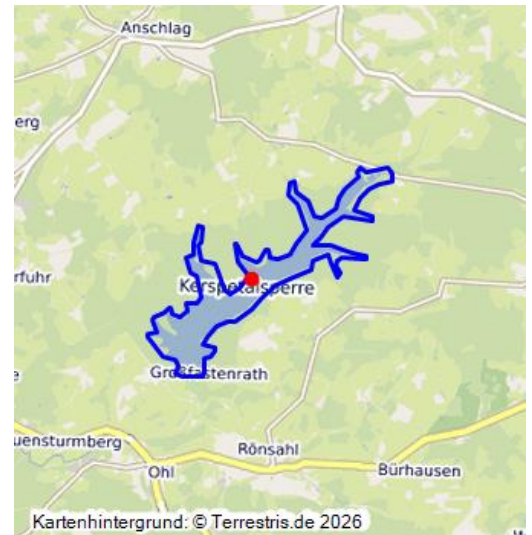 Anschlag
erg
rfuhr
Kerspetalsperre
e
Großfastenrath
uensturmberg
Rönsahl
Ohl
Bürhausen
W
Kartenhintergrund: © Terrestris.de 2026